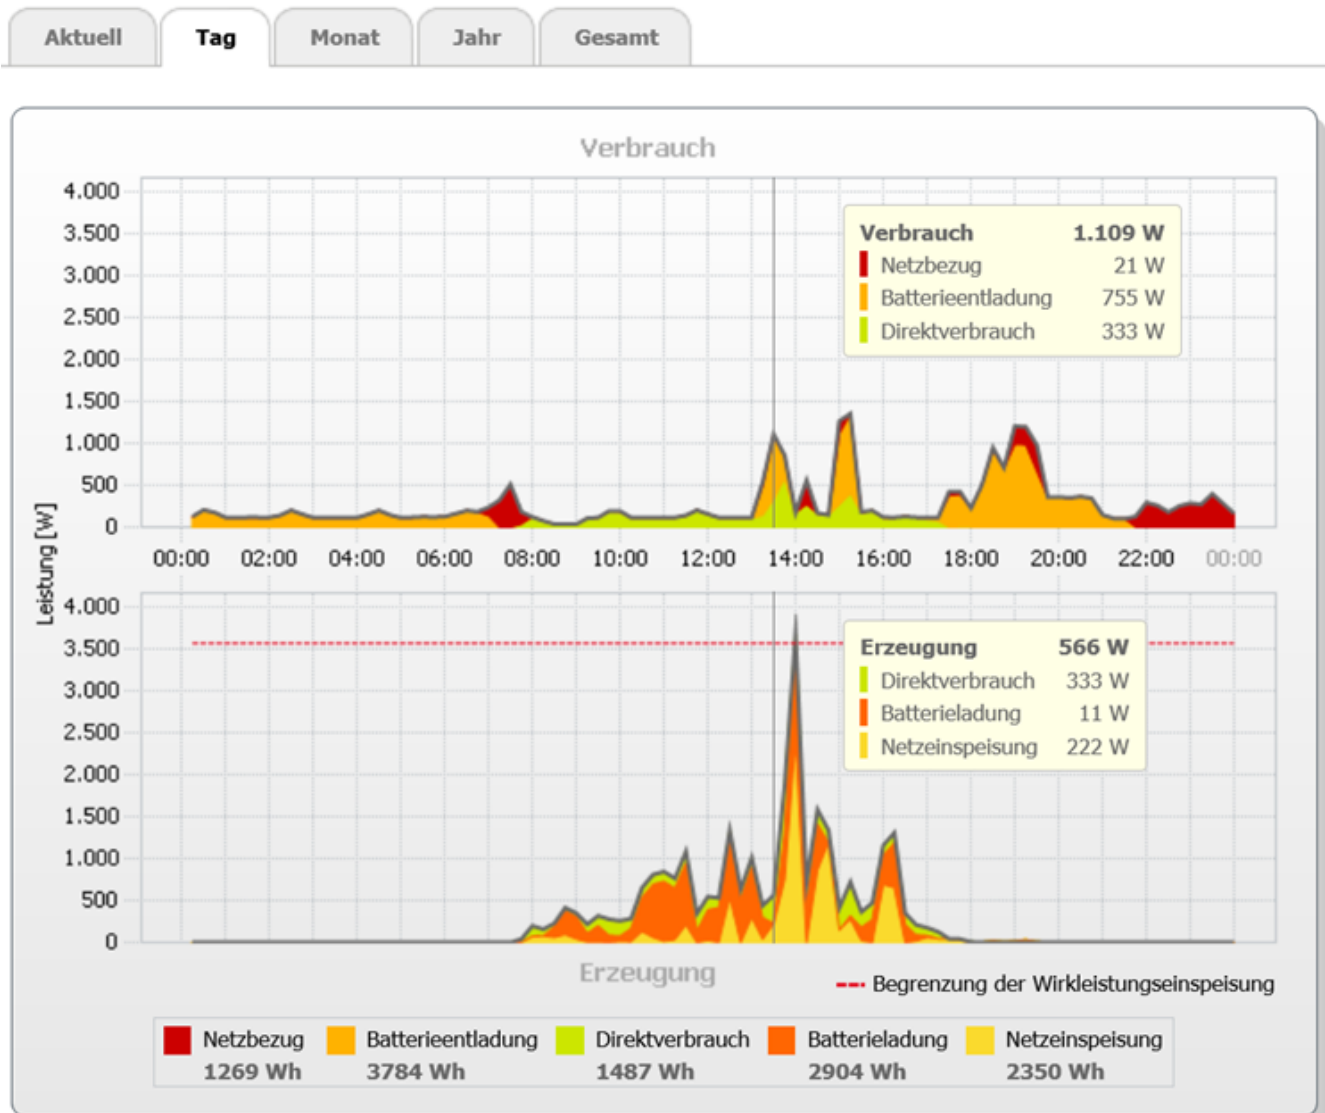 Aktuell Tag Monat Jahr Gesamt
Verbrauch
4.000
3.500
3.000
2.500
2.000
1.500
1.000
500
0
Verbrauch 1.109 W
Netzbezug 21 W
Batterieentladung 755 W
Direktverbrauch 333 W
Leistung [W]
00:00 02:00 04:00 06:00 08:00 10:00 12:00 14:00 16:00 18:00 20:00 22:00 00:00
4.000
3.500
3.000
2.500
2.000
1.500
1.000
500
0
Erzeugung 566 W
Direktverbrauch 333 W
Batterieladung 11 W
Netzeinspeisung 222 W
Erzeugung
Begrenzung der Wirkleistungseinspeisung
Netzbezug Batterieentladung Direktverbrauch Batterieladung Netzeinspeisung
1269 Wh 3784 Wh 1487 Wh 2904 Wh 2350 Wh